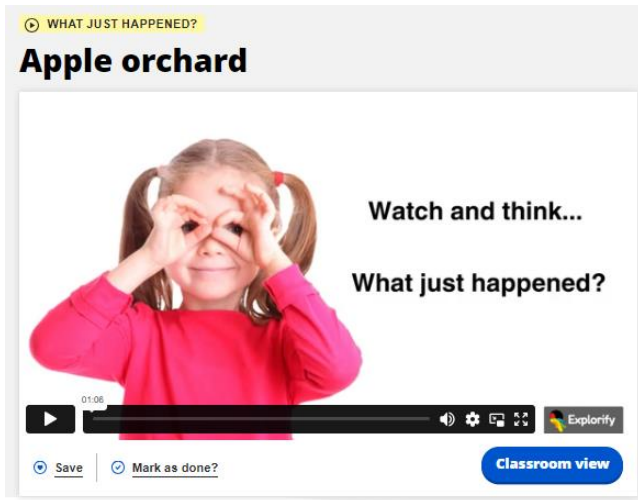 WHAT JUST HAPPENED?
Apple orchard
Watch and think...
What just happened?
01:06
Explorify
Save
Mark as done?
Classroom view